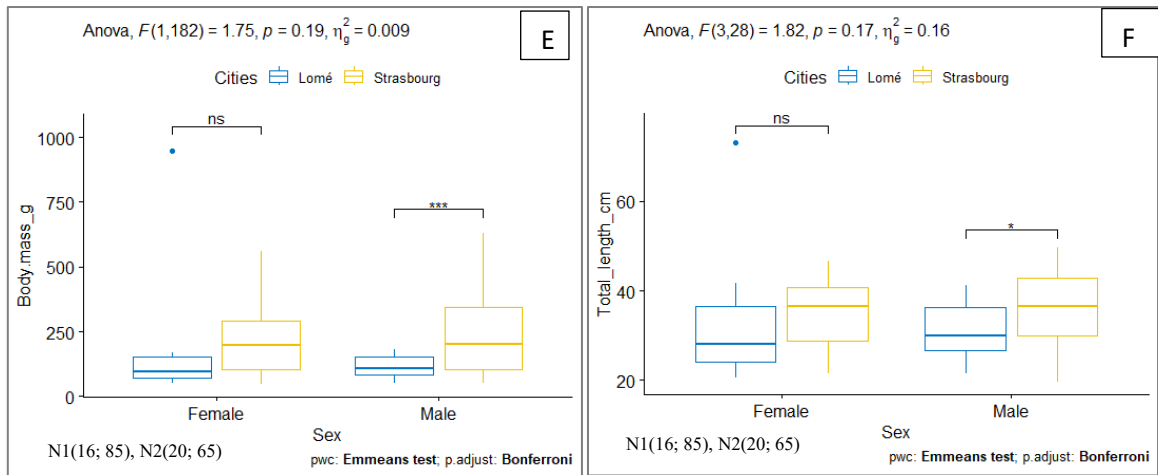 Anova, F(1,182) = 1.75, p = 0.19, η²g = 0.009
E
Cities Lomé Strasbourg
ns
***
1000
750
500
250
0
Body.mass_g
Female Male
Sex
N1(16; 85), N2(20; 65)
pwc: Emmeans test; p.adjust: Bonferroni
Anova, F(3,28) = 1.82, p = 0.17, η²g = 0.16
F
Cities Lomé Strasbourg
ns
*
60
40
20
Total_length_cm
Female Male
Sex
N1(16; 85), N2(20; 65)
pwc: Emmeans test; p.adjust: Bonferroni